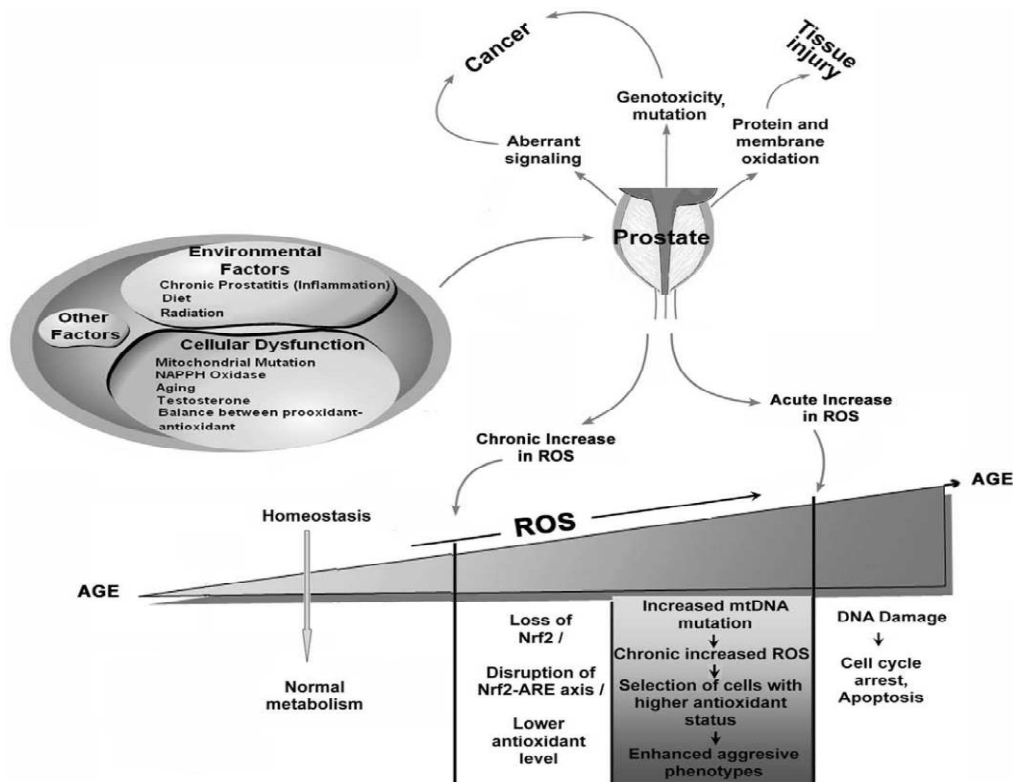 Cancer
Tissue
injury
Genotoxicity,
mutation
Protein and
membrane
oxidation
Aberrant
signaling
Prostate
Environmental
Factors
Chronic Prostatitis (Inflammation)
Diet
Radiation
Other
Factors
Cellular Dysfunction
Mitochondrial Mutation
NAPPH Oxidase
Aging
Testosterone
Balance between prooxidant-
antioxidant
Acute Increase
in ROS
Chronic Increase
in ROS
AGE
Homeostasis
ROS
AGE
Normal
metabolism
Loss of
Nrf2 /
Disruption of
Nrf2-ARE axis /
Lower
antioxidant
level
Increased mtDNA
mutation
Chronic increased ROS
Selection of cells with
higher antioxidant
status
Enhanced aggresive
phenotypes
DNA Damage
Cell cycle
arrest,
Apoptosis